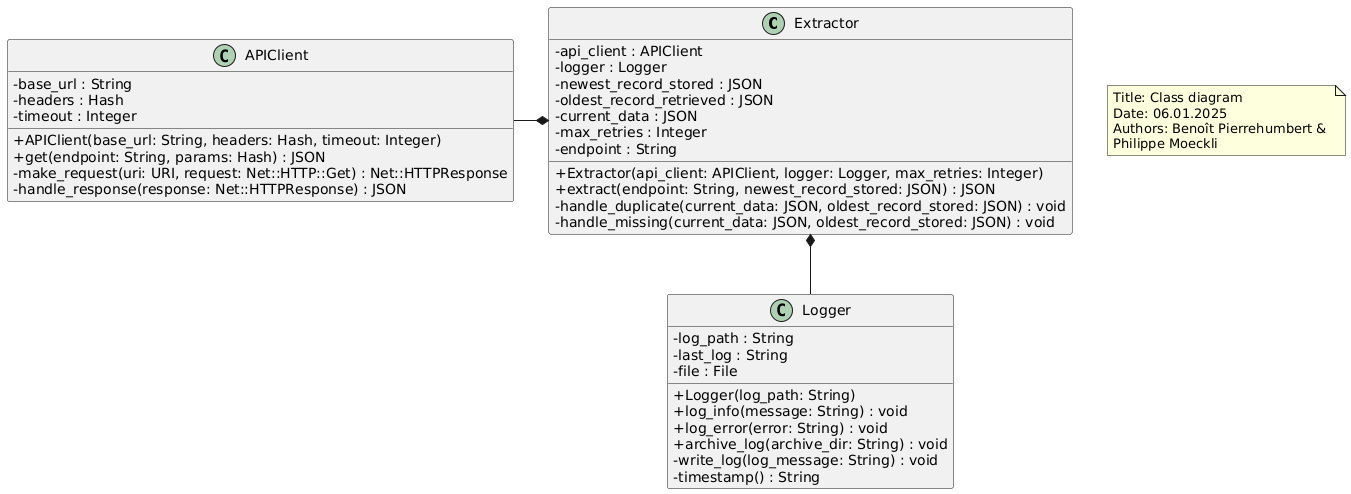 APIClient
-base_url : String
-headers : Hash
-timeout : Integer
+APIClient(base_url: String, headers: Hash, timeout: Integer)
+get(endpoint: String, params: Hash) : JSON
-make_request(uri: URI, request: Net::HTTP::Get) : Net::HTTPResponse
-handle_response(response: Net::HTTPResponse) : JSON
Extractor
-api_client : APIClient
-logger : Logger
-newest_record_stored : JSON
-oldest_record_retrieved : JSON
-current_data : JSON
-max_retries : Integer
-endpoint : String
+Extractor(api_client: APIClient, logger: Logger, max_retries: Integer)
+extract(endpoint: String, newest_record_stored: JSON) : JSON
-handle_duplicate(current_data: JSON, oldest_record_stored: JSON) : void
-handle_missing(current_data: JSON, oldest_record_stored: JSON) : void
Title: Class diagram
Date: 06.01.2025
Authors: Benoît Pierrehumbert &
Philippe Moeckli
Logger
-log_path : String
-last_log : String
-file : File
+Logger(log_path: String)
+log_info(message: String) : void
+log_error(error: String) : void
+archive_log(archive_dir: String) : void
-write_log(log_message: String) : void
-timestamp() : String